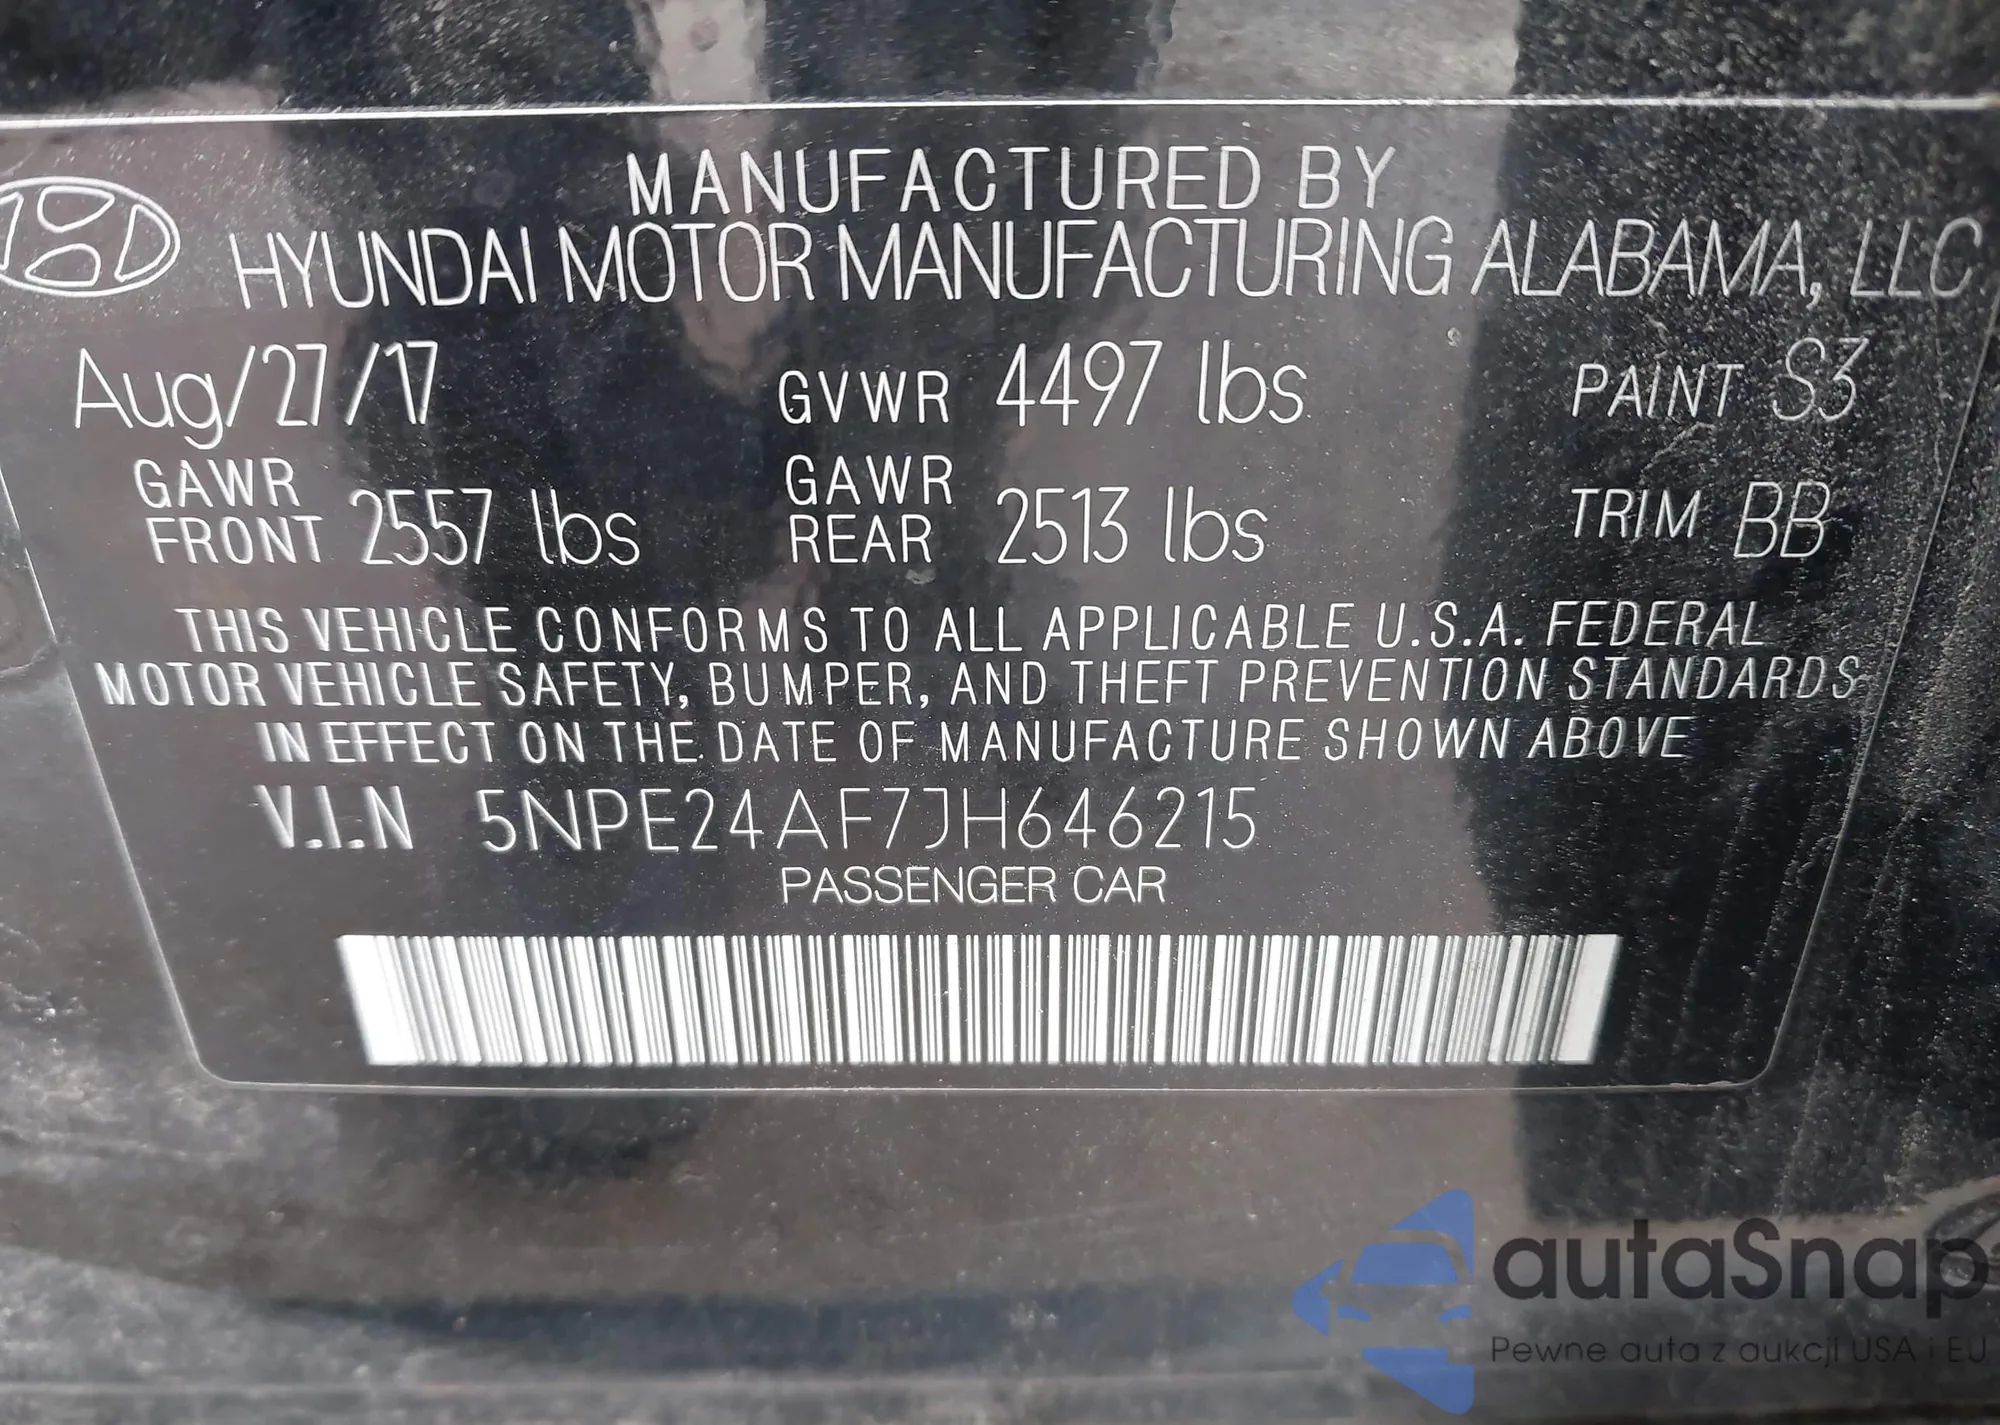 MANUFACTURED BY
HYUNDAI MOTOR MANUFACTURING ALABAMA, LLC
Aug/27/17 GVWR 4497 lbs PAINT S3
GAWR FRONT 2557 lbs GAWR REAR 2513 lbs TRIM BB
THIS VEHICLE CONFORMS TO ALL APPLICABLE U.S.A. FEDERAL
MOTOR VEHICLE SAFETY, BUMPER, AND THEFT PREVENTION STANDARDS
IN EFFECT ON THE DATE OF MANUFACTURE SHOWN ABOVE
V.I.N 5NPE24AF7JH646215
PASSENGER CAR
autaSnap
Pewne auta z aukcji USA i EU